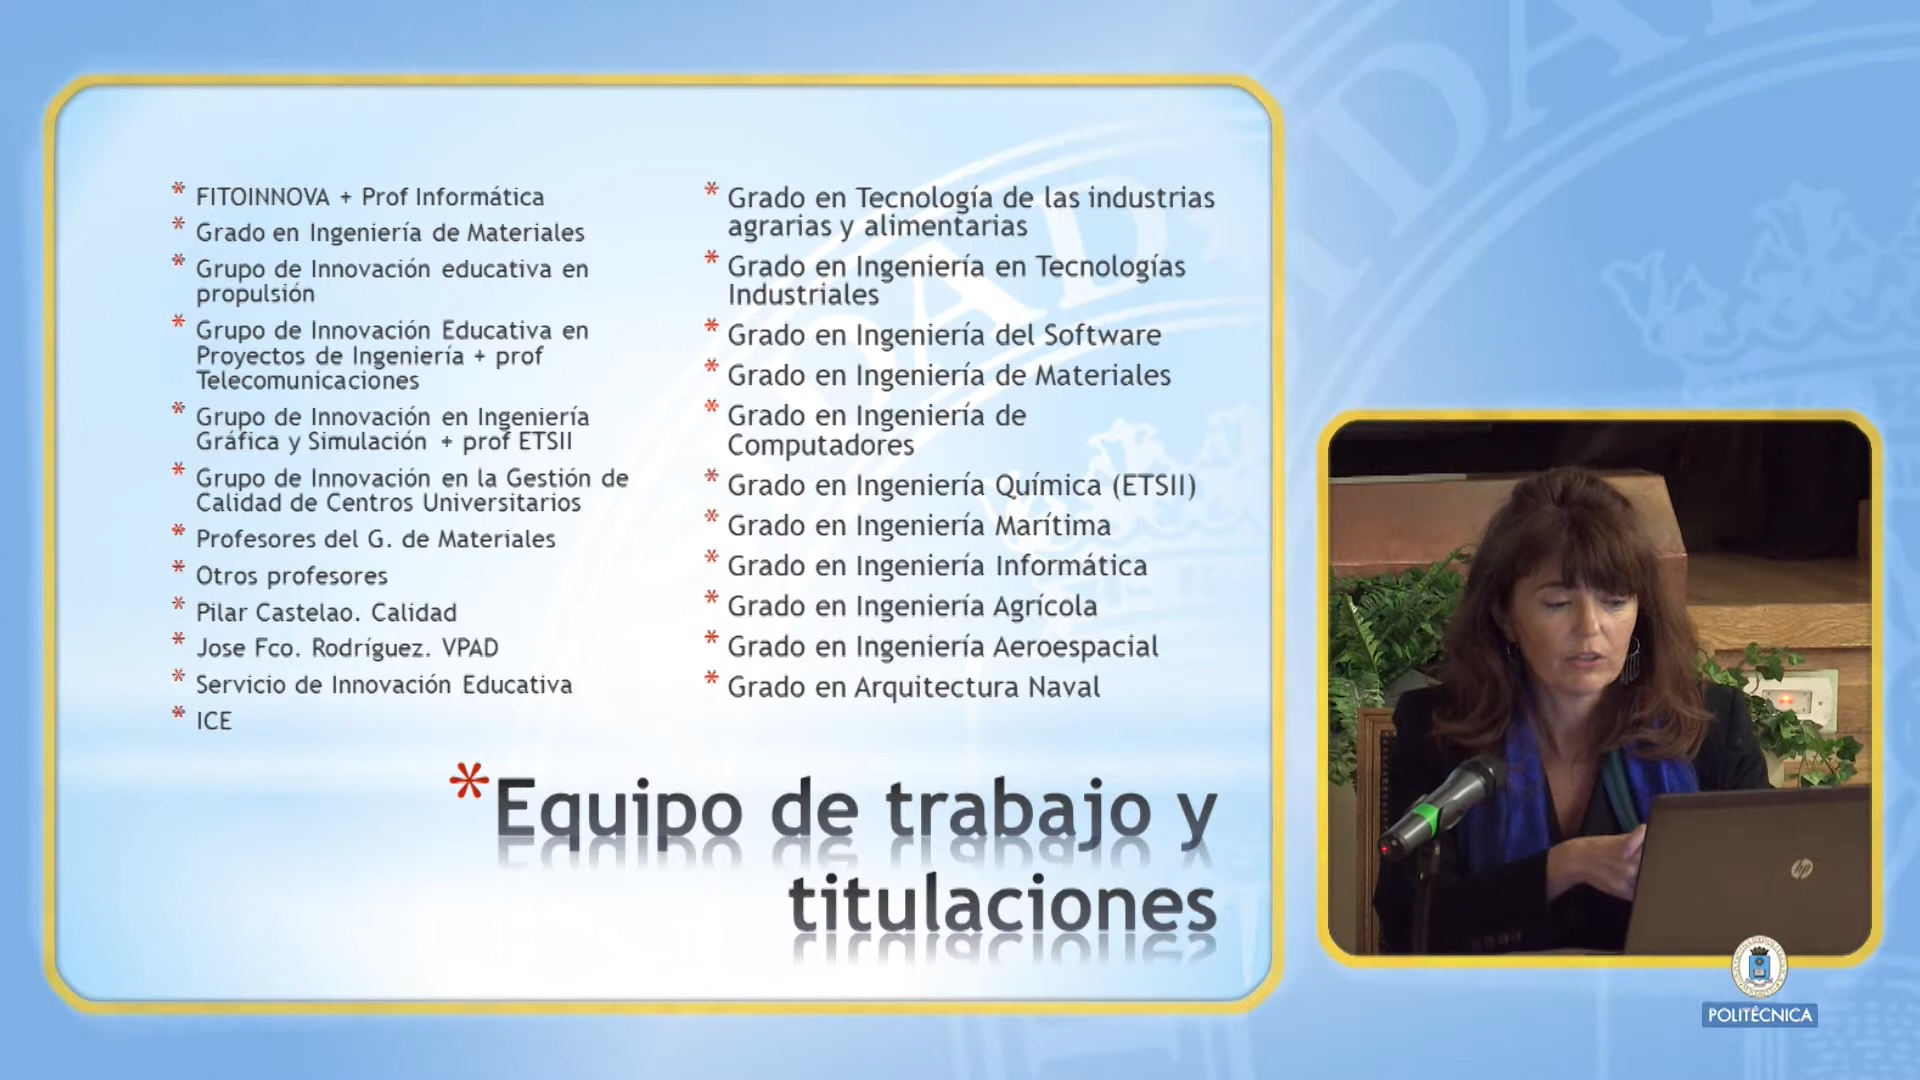 * FITOINNOVA + Prof Informática
* Grado en Ingeniería de Materiales
* Grupo de Innovación educativa en
propulsión
* Grupo de Innovación Educativa en
Proyectos de Ingeniería + prof
Telecomunicaciones
* Grupo de Innovación en Ingeniería
Gráfica y Simulación + prof ETSII
* Grupo de Innovación en la Gestión de
Calidad de Centros Universitarios
* Profesores del G. de Materiales
* Otros profesores
* Pilar Castelao. Calidad
* Jose Fco. Rodríguez. VPAD
* Servicio de Innovación Educativa
* ICE
* Grado en Tecnología de las industrias
agrarias y alimentarias
* Grado en Ingeniería en Tecnologías
Industriales
* Grado en Ingeniería del Software
* Grado en Ingeniería de Materiales
* Grado en Ingeniería de
Computadores
* Grado en Ingeniería Química (ETSII)
* Grado en Ingeniería Marítima
* Grado en Ingeniería Informática
* Grado en Ingeniería Agrícola
* Grado en Ingeniería Aeroespacial
* Grado en Arquitectura Naval
* Equipo de trabajo y
titulaciones
hp
POLITÉCNICA